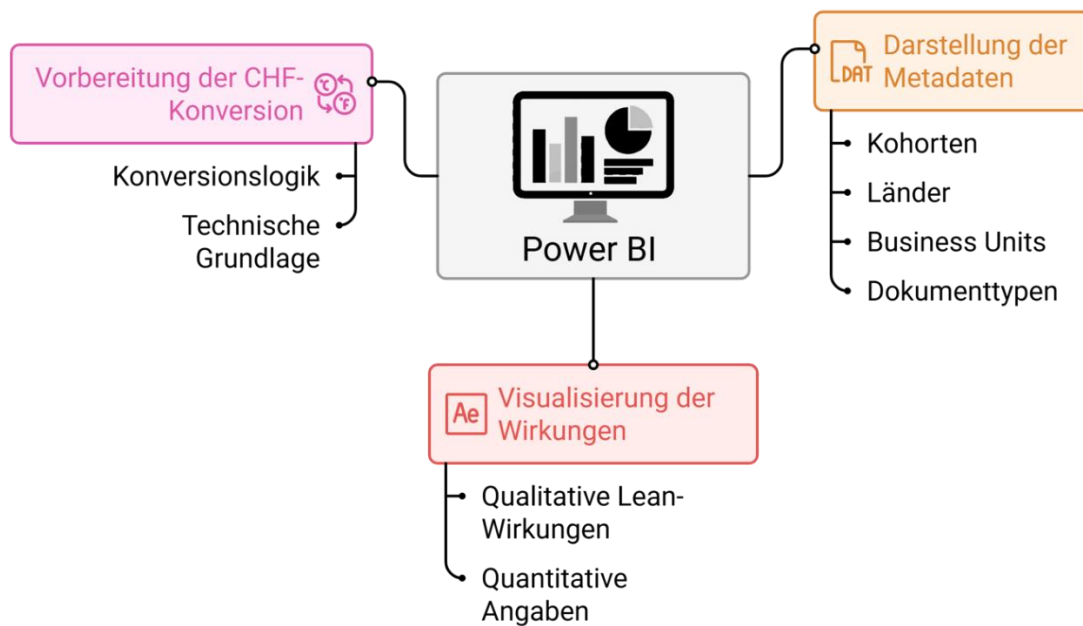 Vorbereitung der CHF-
Konversion
°C
°F
Konversionslogik
Technische
Grundlage
Power BI
DAT
Darstellung der
Metadaten
Kohorten
Länder
Business Units
Dokumenttypen
Ae
Visualisierung der
Wirkungen
Qualitative Lean-
Wirkungen
Quantitative
Angaben